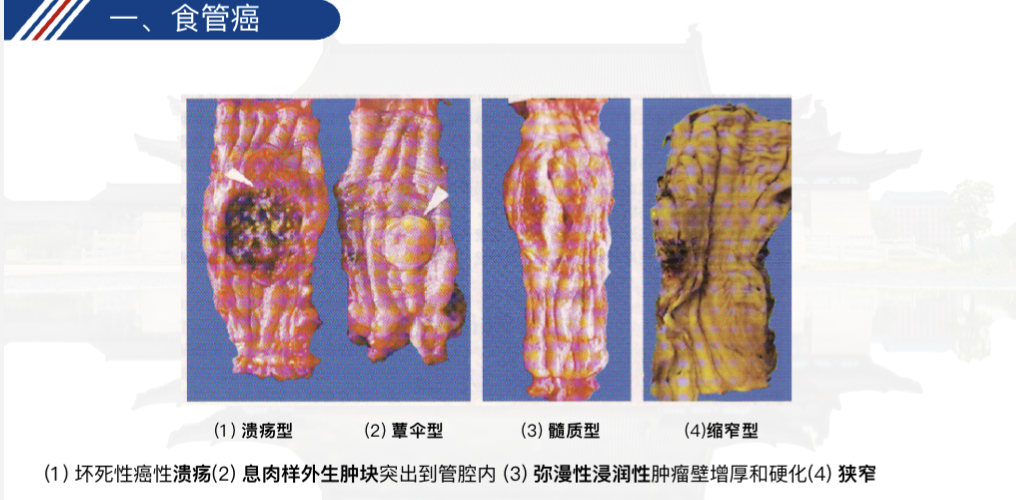 一、食管癌
(1) 溃疡型 (2) 蕈伞型 (3) 髓质型 (4)缩窄型
(1) 坏死性癌性溃疡(2) 息肉样外生肿块突出到管腔内 (3) 弥漫性浸润性肿瘤壁增厚和硬化(4) 狭窄